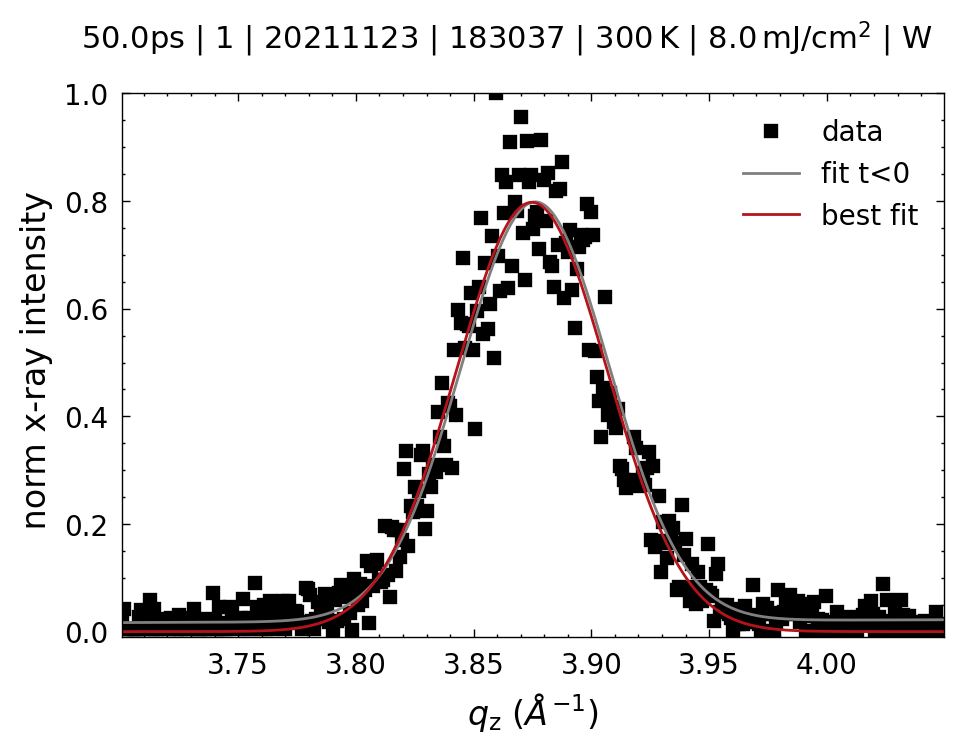 50.0ps | 1 | 20211123 | 183037 | 300 K | 8.0 mJ/cm² | W
1.0
0.8
0.6
0.4
0.2
0.0
norm x-ray intensity
data
fit t<0
best fit
3.75 3.80 3.85 3.90 3.95 4.00
q_z (Å⁻¹)